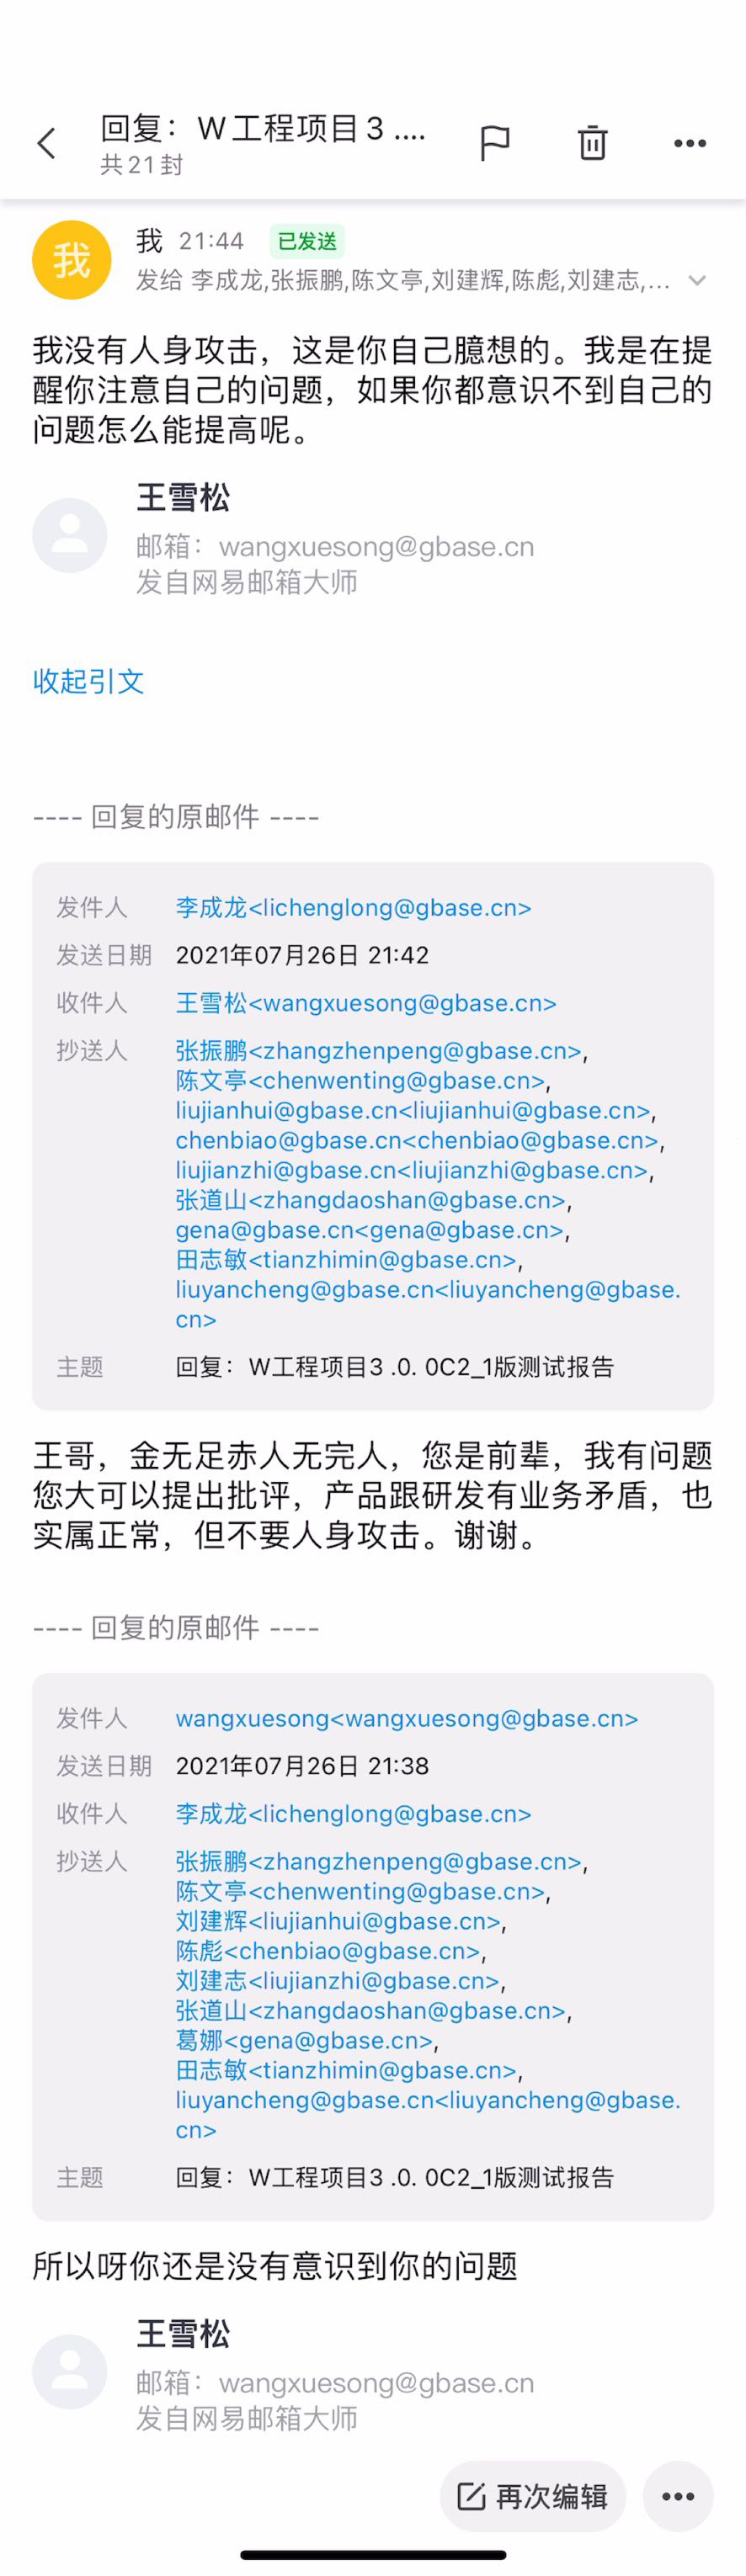 回复：W工程项目3 ....
共21封
我
我 21:44 已发送
发给 李成龙,张振鹏,陈文亭,刘建辉,陈彪,刘建志,...
我没有人身攻击，这是你自己臆想的。我是在提
醒你注意自己的问题，如果你都意识不到自己的
问题怎么能提高呢。
王雪松
邮箱：wangxuesong@gbase.cn
发自网易邮箱大师
收起引文
---- 回复的原邮件 ----
发件人 李成龙<lichenglong@gbase.cn>
发送日期 2021年07月26日 21:42
收件人 王雪松<wangxuesong@gbase.cn>
抄送人 张振鹏<zhangzhenpeng@gbase.cn>,
陈文亭<chenwenting@gbase.cn>,
liujianhui@gbase.cn<liujianhui@gbase.cn>,
chenbiao@gbase.cn<chenbiao@gbase.cn>,
liujianzhi@gbase.cn<liujianzhi@gbase.cn>,
张道山<zhangdaoshan@gbase.cn>,
gena@gbase.cn<gena@gbase.cn>,
田志敏<tianzhimin@gbase.cn>,
liuyancheng@gbase.cn<liuyancheng@gbase.
cn>
主题 回复：W工程项目3 .0. 0C2_1版测试报告
王哥，金无足赤人无完人，您是前辈，我有问题
您大可以提出批评，产品跟研发有业务矛盾，也
实属正常，但不要人身攻击。谢谢。
---- 回复的原邮件 ----
发件人 wangxuesong<wangxuesong@gbase.cn>
发送日期 2021年07月26日 21:38
收件人 李成龙<lichenglong@gbase.cn>
抄送人 张振鹏<zhangzhenpeng@gbase.cn>,
陈文亭<chenwenting@gbase.cn>,
刘建辉<liujianhui@gbase.cn>,
陈彪<chenbiao@gbase.cn>,
刘建志<liujianzhi@gbase.cn>,
张道山<zhangdaoshan@gbase.cn>,
葛娜<gena@gbase.cn>,
田志敏<tianzhimin@gbase.cn>,
liuyancheng@gbase.cn<liuyancheng@gbase.
cn>
主题 回复：W工程项目3 .0. 0C2_1版测试报告
所以呀你还是没有意识到你的问题
王雪松
邮箱：wangxuesong@gbase.cn
发自网易邮箱大师
再次编辑